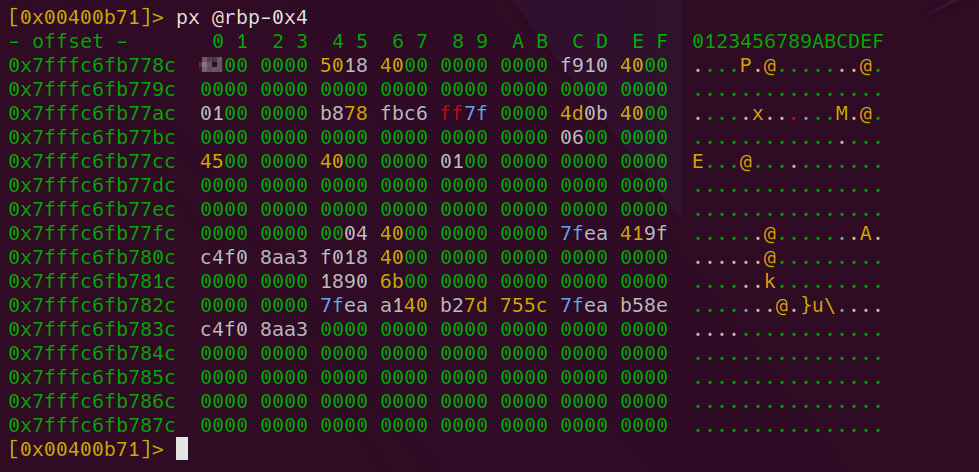 [0x00400b71]> px @rbp-0x4
- offset - 0 1 2 3 4 5 6 7 8 9 A B C D E F 0123456789ABCDEF
0x7fffc6fb778c 00 0000 5018 4000 0000 0000 f910 4000 ....P.@.......@.
0x7fffc6fb779c 0000 0000 0000 0000 0000 0000 0000 0000 ................
0x7fffc6fb77ac 0100 0000 b878 fbc6 ff7f 0000 4d0b 4000 .....x......M.@.
0x7fffc6fb77bc 0000 0000 0000 0000 0000 0000 0600 0000 ................
0x7fffc6fb77cc 4500 0000 4000 0000 0100 0000 0000 0000 E...@...........
0x7fffc6fb77dc 0000 0000 0000 0000 0000 0000 0000 0000 ................
0x7fffc6fb77ec 0000 0000 0000 0000 0000 0000 0000 0000 ................
0x7fffc6fb77fc 0000 0000 0004 4000 0000 0000 7fea 419f ......@.......A.
0x7fffc6fb780c c4f0 8aa3 f018 4000 0000 0000 0000 0000 ......@.........
0x7fffc6fb781c 0000 0000 1890 6b00 0000 0000 0000 0000 ......k.........
0x7fffc6fb782c 0000 0000 7fea a140 b27d 755c 7fea b58e .......@.}u\....
0x7fffc6fb783c c4f0 8aa3 0000 0000 0000 0000 0000 0000 ................
0x7fffc6fb784c 0000 0000 0000 0000 0000 0000 0000 0000 ................
0x7fffc6fb785c 0000 0000 0000 0000 0000 0000 0000 0000 ................
0x7fffc6fb786c 0000 0000 0000 0000 0000 0000 0000 0000 ................
0x7fffc6fb787c 0000 0000 0000 0000 0000 0000 0000 0000 ................
[0x00400b71]>